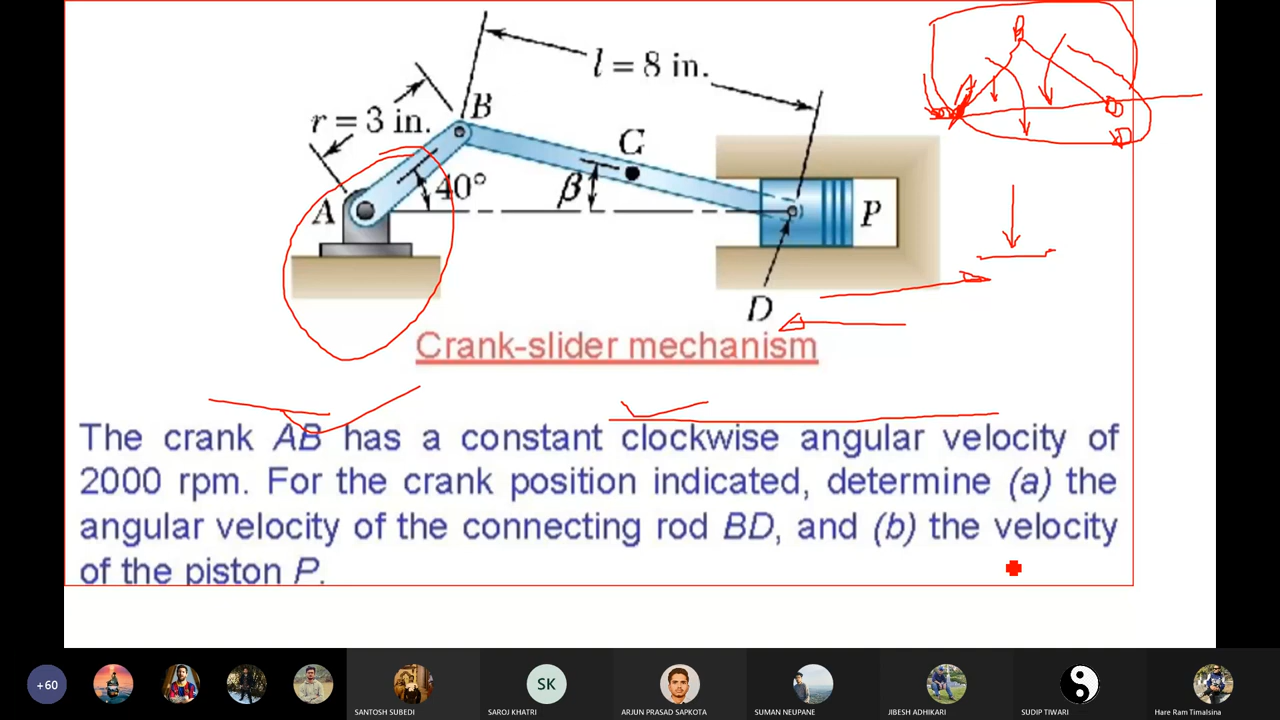 l = 8 in.
B
r = 3 in.
G
40°
β
A
P
D
B
A
D
D
Crank-slider mechanism
The crank AB has a constant clockwise angular velocity of
2000 rpm. For the crank position indicated, determine (a) the
angular velocity of the connecting rod BD, and (b) the velocity
of the piston P.
+60
SK
SANTOSH SUBEDI
SAROJ KHATRI
ARJUN PRASAD SAPKOTA
SUMAN NEUPANE
JIBESH ADHIKARI
SUDIP TIWARI
Hare Ram Timalsina